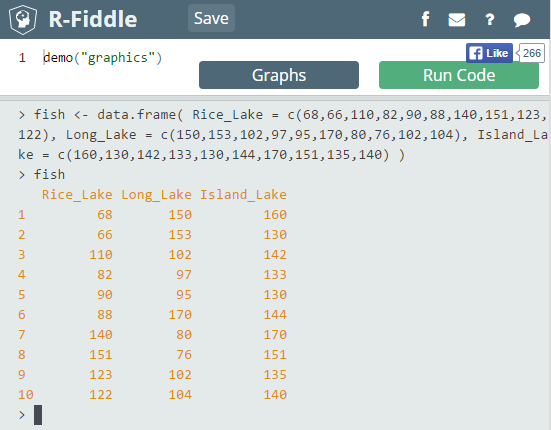 R-Fiddle Save f ?
1 demo("graphics")
Like 266
Graphs Run Code
> fish <- data.frame( Rice_Lake = c(68,66,110,82,90,88,140,151,123,
122), Long_Lake = c(150,153,102,97,95,170,80,76,102,104), Island_La
ke = c(160,130,142,133,130,144,170,151,135,140) )
> fish
Rice_Lake Long_Lake Island_Lake
1 68 150 160
2 66 153 130
3 110 102 142
4 82 97 133
5 90 95 130
6 88 170 144
7 140 80 170
8 151 76 151
9 123 102 135
10 122 104 140
>